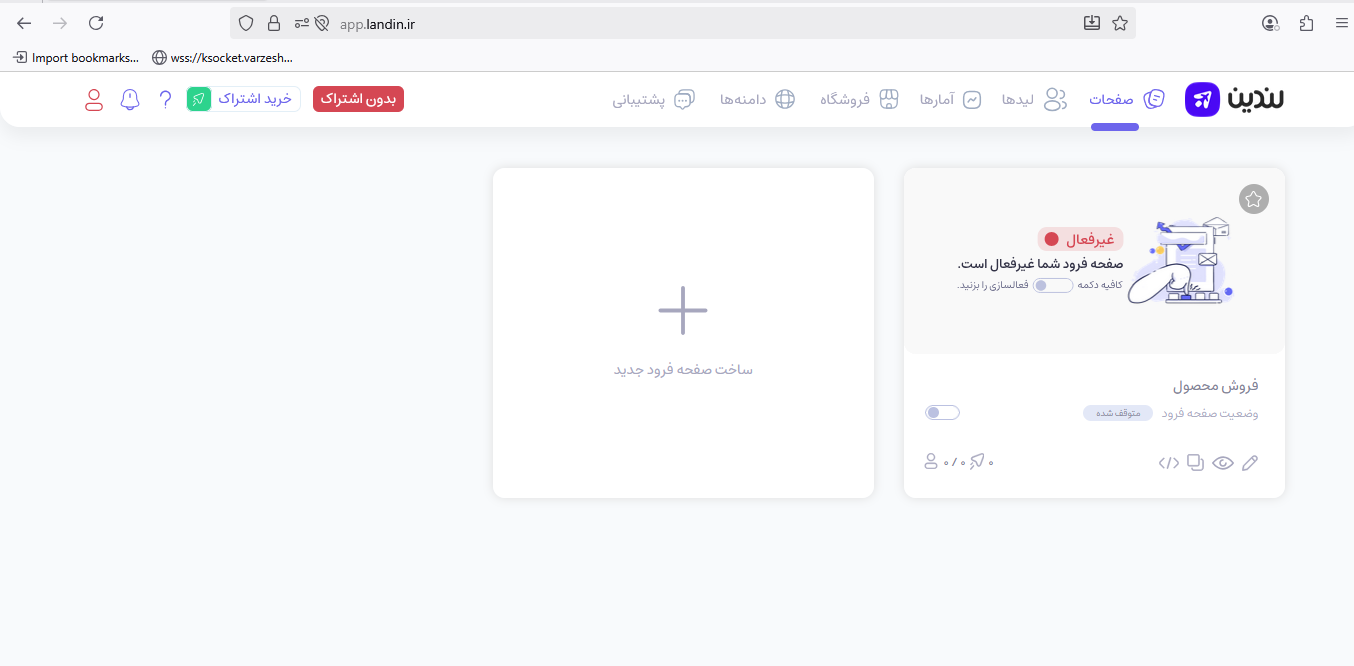 app.landin.ir
Import bookmarks...
wss://ksocket.varzesh...
لندین
صفحات
لیدها
آمارها
فروشگاه
دامنه‌ها
پشتیبانی
بدون اشتراک
خرید اشتراک
?
غیرفعال
صفحه فرود شما غیرفعال است.
کافیه دکمه فعالسازی را بزنید.
فروش محصول
وضعیت صفحه فرود متوقف شده
۰ / ۰ ۰
ساخت صفحه فرود جدید